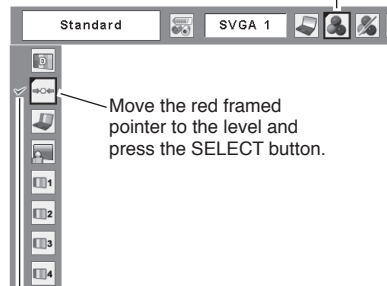 Standard
SVGA 1
D
Move the red framed
pointer to the level and
press the SELECT button.
1
2
3
4